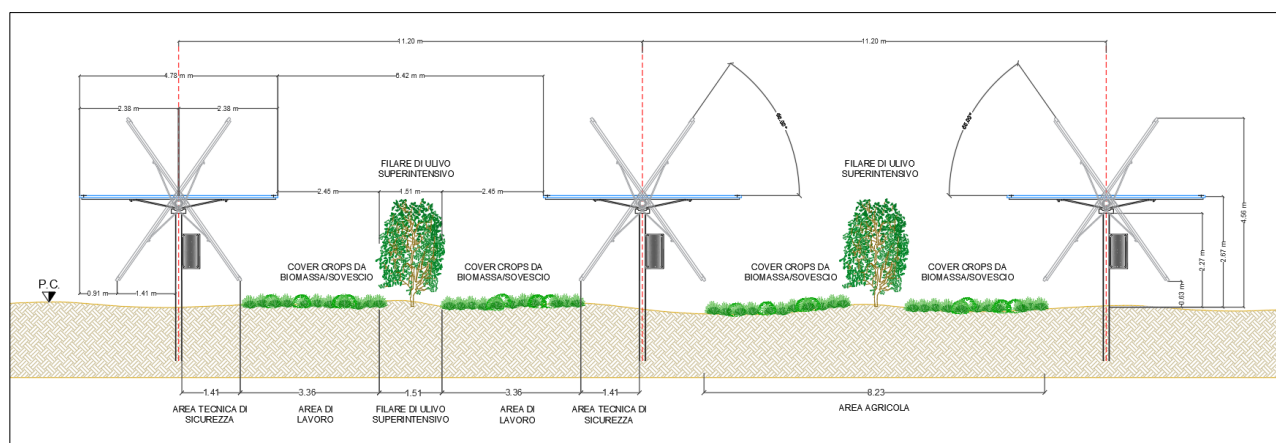 11.20 m
11.20 m
4.78 m m
6.42 m m
2.38 m
2.38 m
60.00°
60.00°
FILARE DI ULIVO
SUPERINTENSIVO
FILARE DI ULIVO
SUPERINTENSIVO
2.45 m
1.51 m
2.45 m
4.56 m
2.67 m
2.27 m
0.63 m
COVER CROPS DA
BIOMASSA/SOVESCIO
COVER CROPS DA
BIOMASSA/SOVESCIO
COVER CROPS DA
BIOMASSA/SOVESCIO
COVER CROPS DA
BIOMASSA/SOVESCIO
P.C.
0.91 m
1.41 m
1.41
3.36
1.51
3.36
1.41
8.23
AREA TECNICA DI
SICUREZZA
AREA DI
LAVORO
FILARE DI ULIVO
SUPERINTENSIVO
AREA DI
LAVORO
AREA TECNICA DI
SICUREZZA
AREA AGRICOLA